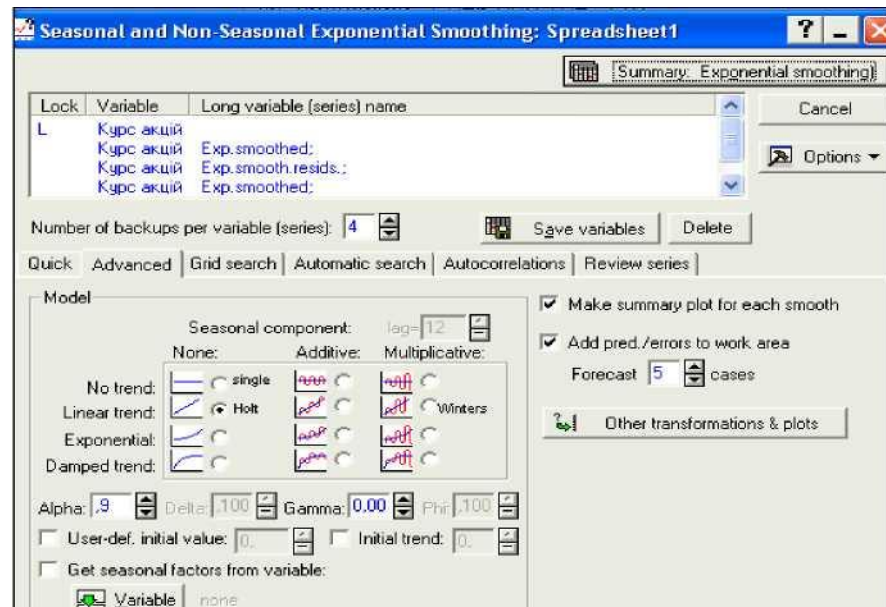 Seasonal and Non-Seasonal Exponential Smoothing: Spreadsheet1
Summary: Exponential smoothing)
Lock Variable Long variable (series) name
L Курс акцій
Курс акцій Exp.smoothed;
Курс акцій Exp.smooth.resids.;
Курс акцій Exp.smoothed;
Cancel
Options
Number of backups per variable (series): 4 Save variables Delete
Quick Advanced Grid search Automatic search Autocorrelations Review series
Model
Seasonal component: lag= 12
None: Additive: Multiplicative:
No trend: single
Linear trend: Holt Winters
Exponential:
Damped trend:
Make summary plot for each smooth
Add pred./errors to work area
Forecast 5 cases
Other transformations & plots
Alpha: ,9 Delta: ,100 Gamma: 0,00 Phi: ,100
User-def. initial value: 0, Initial trend: 0,
Get seasonal factors from variable:
Variable none